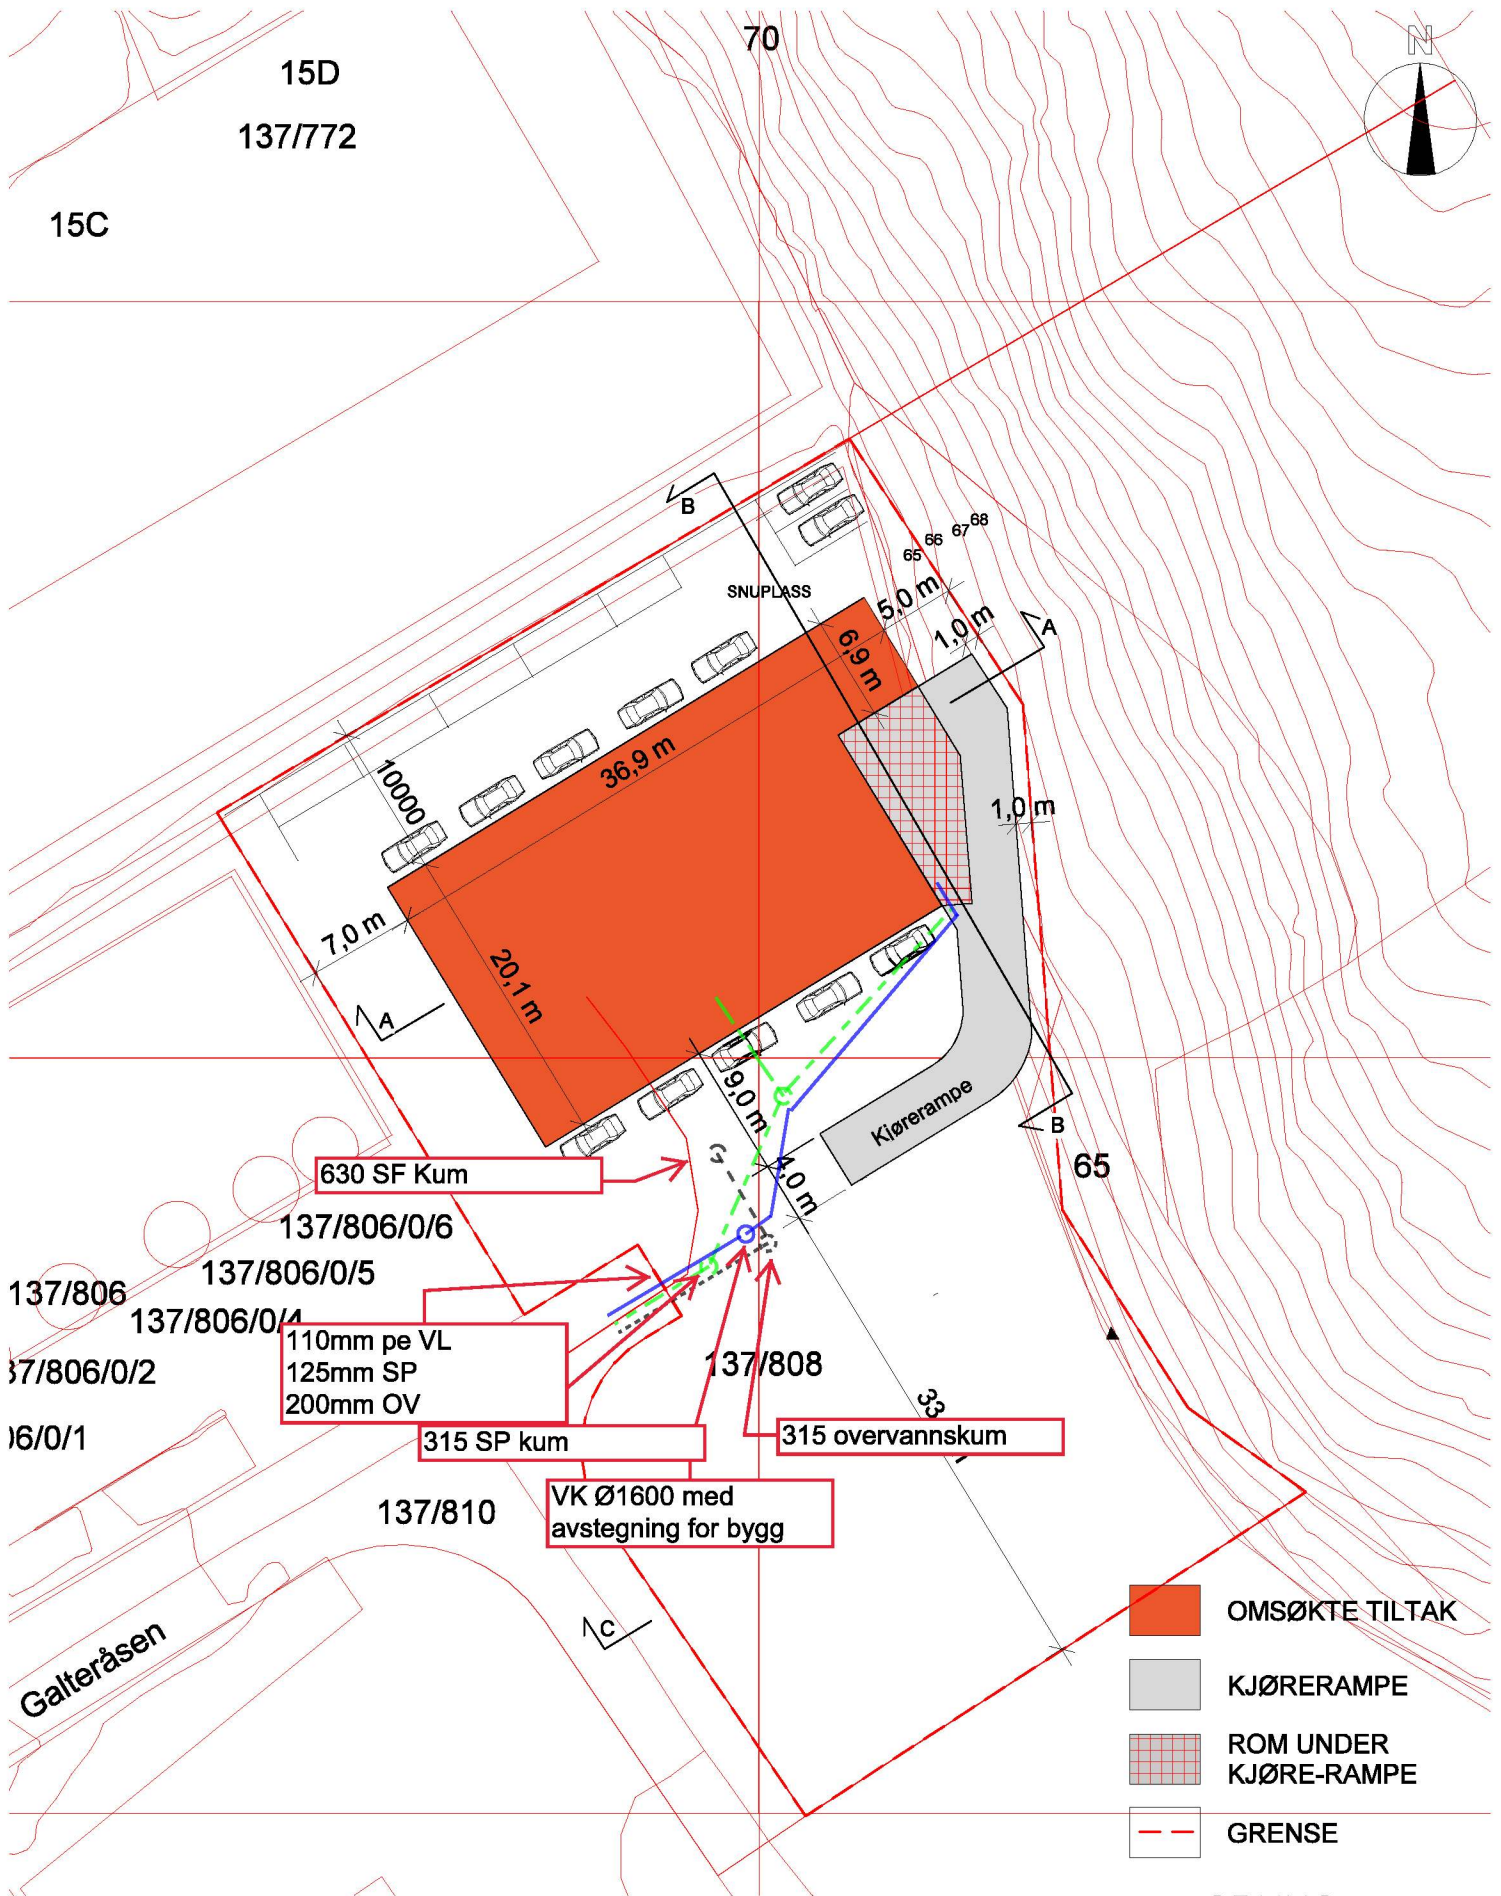 70
N
15D
137/772
15C
B
68
67
66
65
SNUPLASS
5,0 m
1,0 m
A
6,9 m
36,9 m
10000
1,0 m
7,0 m
20,1 m
A
9,0 m
Kjørerampe
B
65
4,0 m
630 SF Kum
137/806/0/6
137/806/0/5
137/806
137/806/0/4
110mm pe VL
125mm SP
200mm OV
137/808
37/806/0/2
33
06/0/1
315 SP kum
315 overvannskum
VK Ø1600 med
avstegning for bygg
137/810
C
Galteråsen
OMSØKTE TILTAK
KJØRERAMPE
ROM UNDER
KJØRE-RAMPE
GRENSE